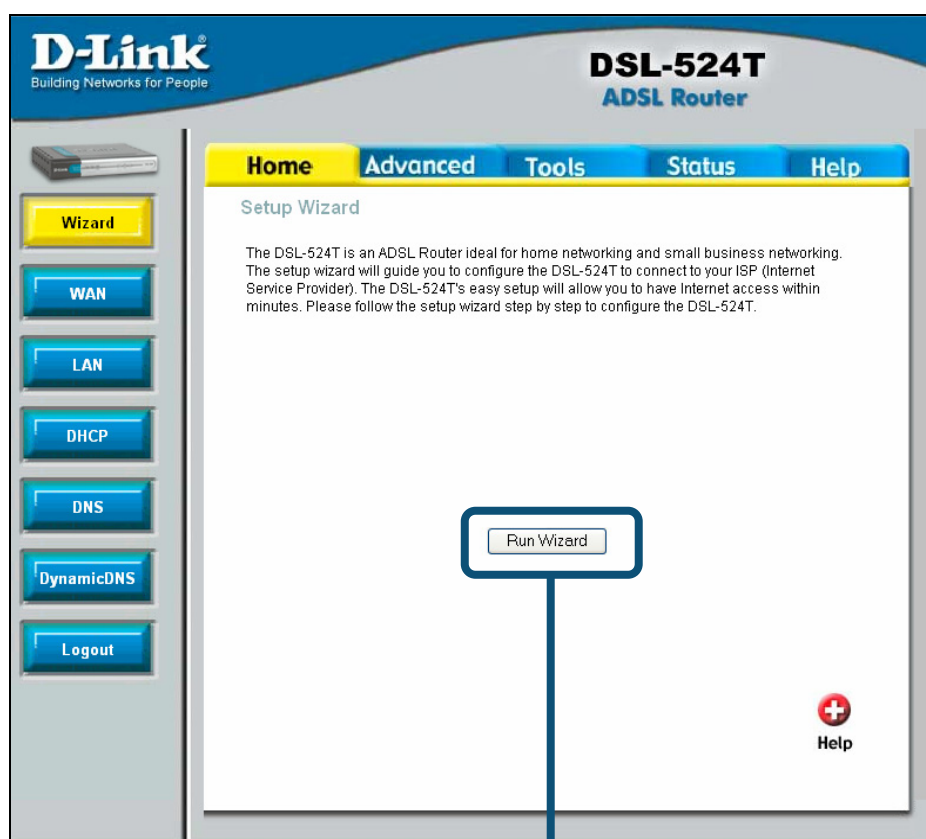 D-Link®
Building Networks for People
DSL-524T
ADSL Router
Home Advanced Tools Status Help
Wizard
WAN
LAN
DHCP
DNS
DynamicDNS
Logout
Setup Wizard
The DSL-524T is an ADSL Router ideal for home networking and small business networking.
The setup wizard will guide you to configure the DSL-524T to connect to your ISP (Internet
Service Provider). The DSL-524T's easy setup will allow you to have Internet access within
minutes. Please follow the setup wizard step by step to configure the DSL-524T.
Run Wizard
Help